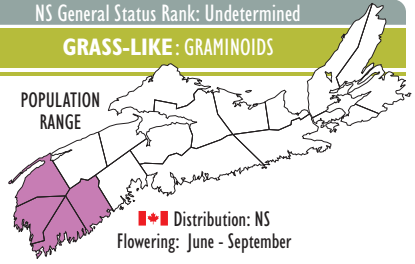 NS General Status Rank: Undetermined
GRASS-LIKE: GRAMINOIDS
POPULATION
RANGE
Distribution: NS
Flowering: June - September